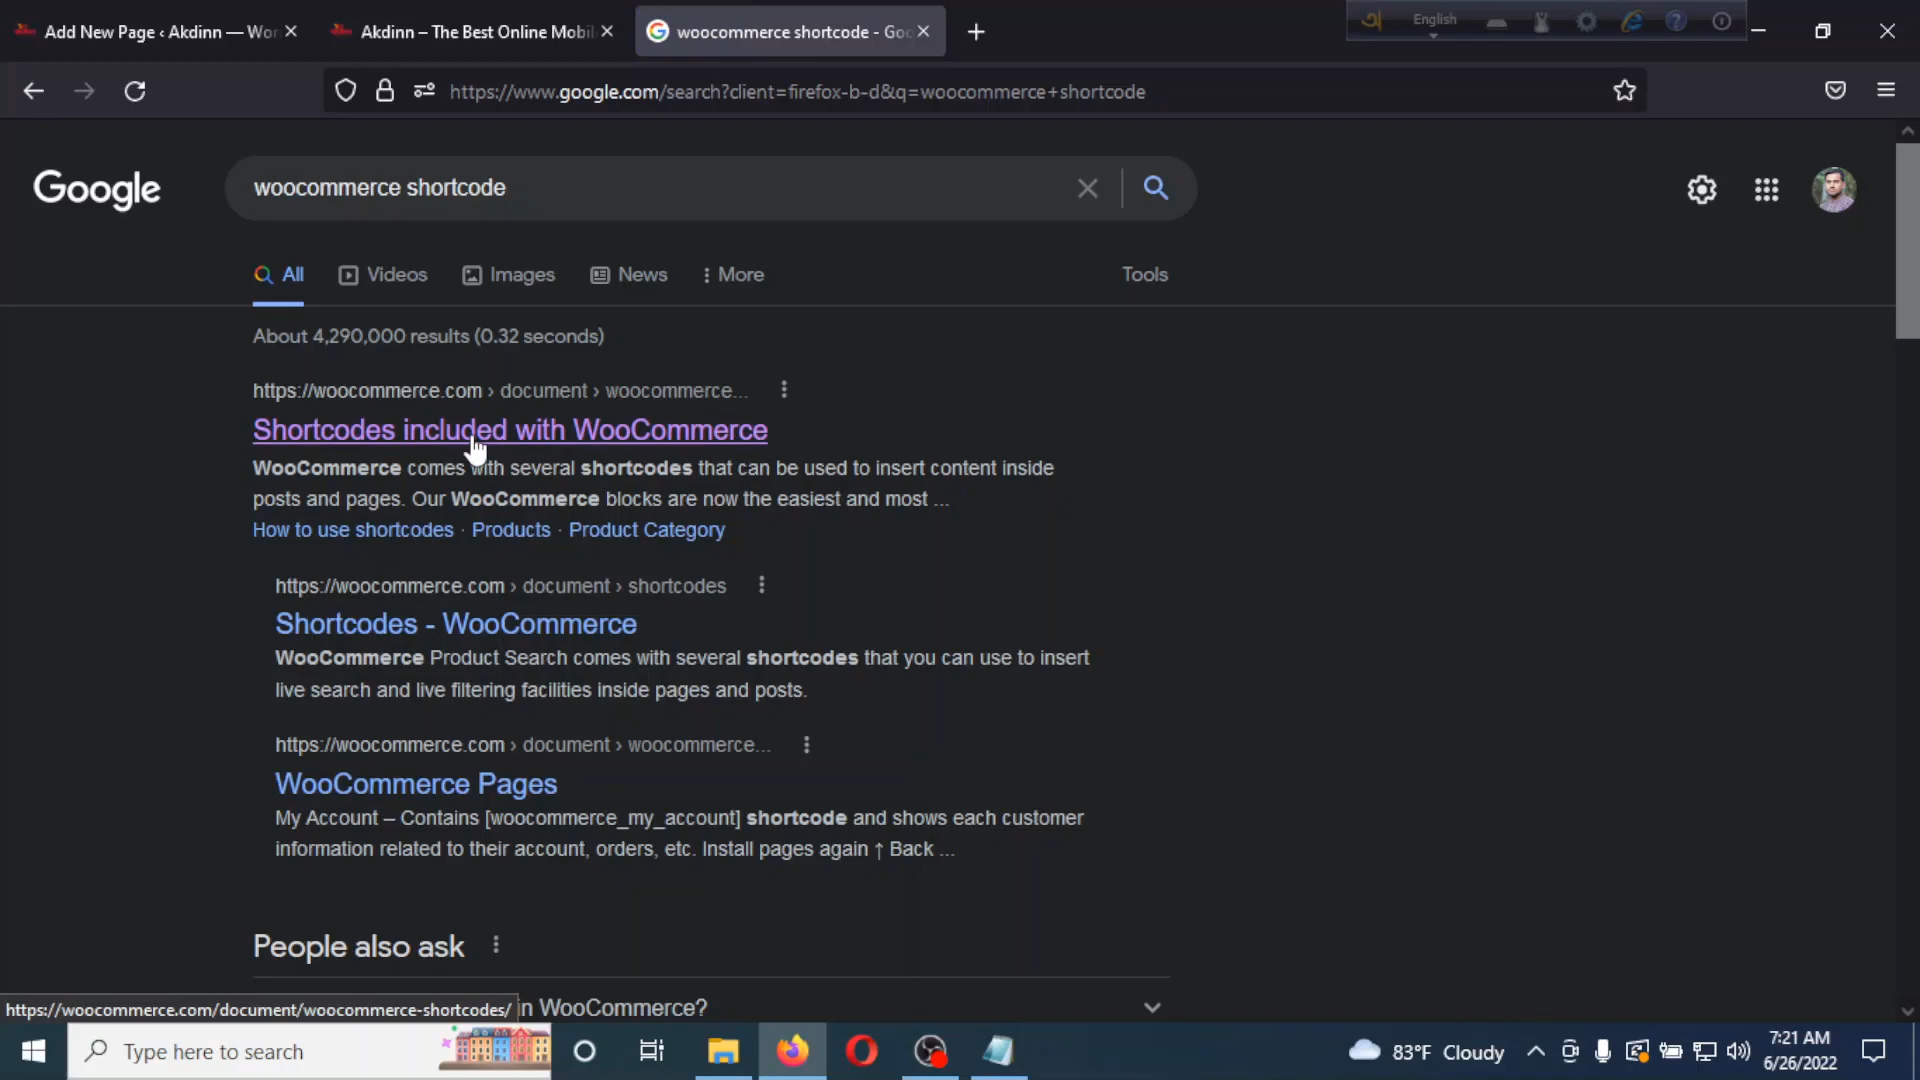 Add New Page ‹ Akdinn — Wor
Akdinn – The Best Online Mobil
woocommerce shortcode - Goo
English
https://www.google.com/search?client=firefox-b-d&q=woocommerce+shortcode
Google
woocommerce shortcode
All
Videos
Images
News
More
Tools
About 4,290,000 results (0.32 seconds)
https://woocommerce.com › document › woocommerce...
Shortcodes included with WooCommerce
WooCommerce comes with several shortcodes that can be used to insert content inside
posts and pages. Our WooCommerce blocks are now the easiest and most ...
How to use shortcodes · Products · Product Category
https://woocommerce.com › document › shortcodes
Shortcodes - WooCommerce
WooCommerce Product Search comes with several shortcodes that you can use to insert
live search and live filtering facilities inside pages and posts.
https://woocommerce.com › document › woocommerce...
WooCommerce Pages
My Account – Contains [woocommerce_my_account] shortcode and shows each customer
information related to their account, orders, etc. Install pages again ↑ Back ...
People also ask
in WooCommerce?
https://woocommerce.com/document/woocommerce-shortcodes/
Type here to search
83°F Cloudy
7:21 AM
6/26/2022